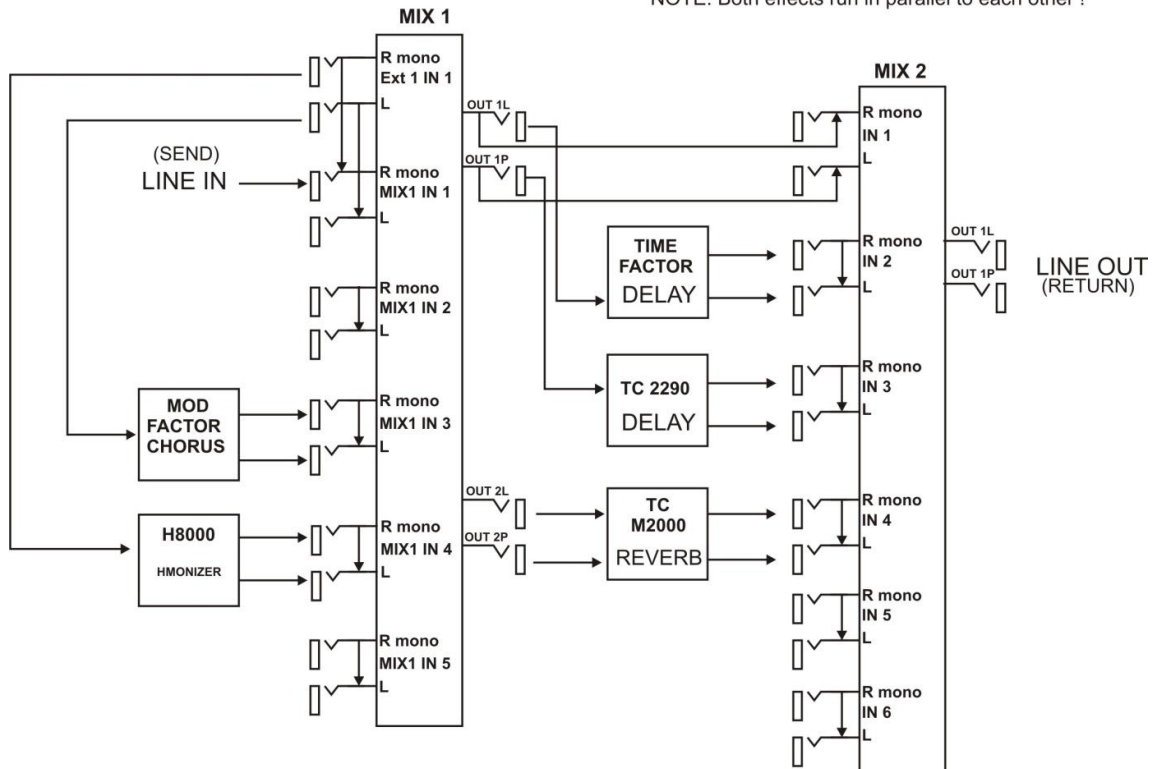 NOTE: Both effects run in parallel to each other !
MIX 1
R mono
Ext 1 IN 1
L
(SEND)
LINE IN
R mono
MIX1 IN 1
L
R mono
MIX1 IN 2
L
MOD
FACTOR
CHORUS
R mono
MIX1 IN 3
L
H8000
HMONIZER
R mono
MIX1 IN 4
L
R mono
MIX1 IN 5
L
OUT 1L
OUT 1P
OUT 2L
OUT 2P
TIME
FACTOR
DELAY
TC 2290
DELAY
TC
M2000
REVERB
MIX 2
R mono
IN 1
L
R mono
IN 2
L
R mono
IN 3
L
R mono
IN 4
L
R mono
IN 5
L
R mono
IN 6
L
OUT 1L
OUT 1P
LINE OUT
(RETURN)